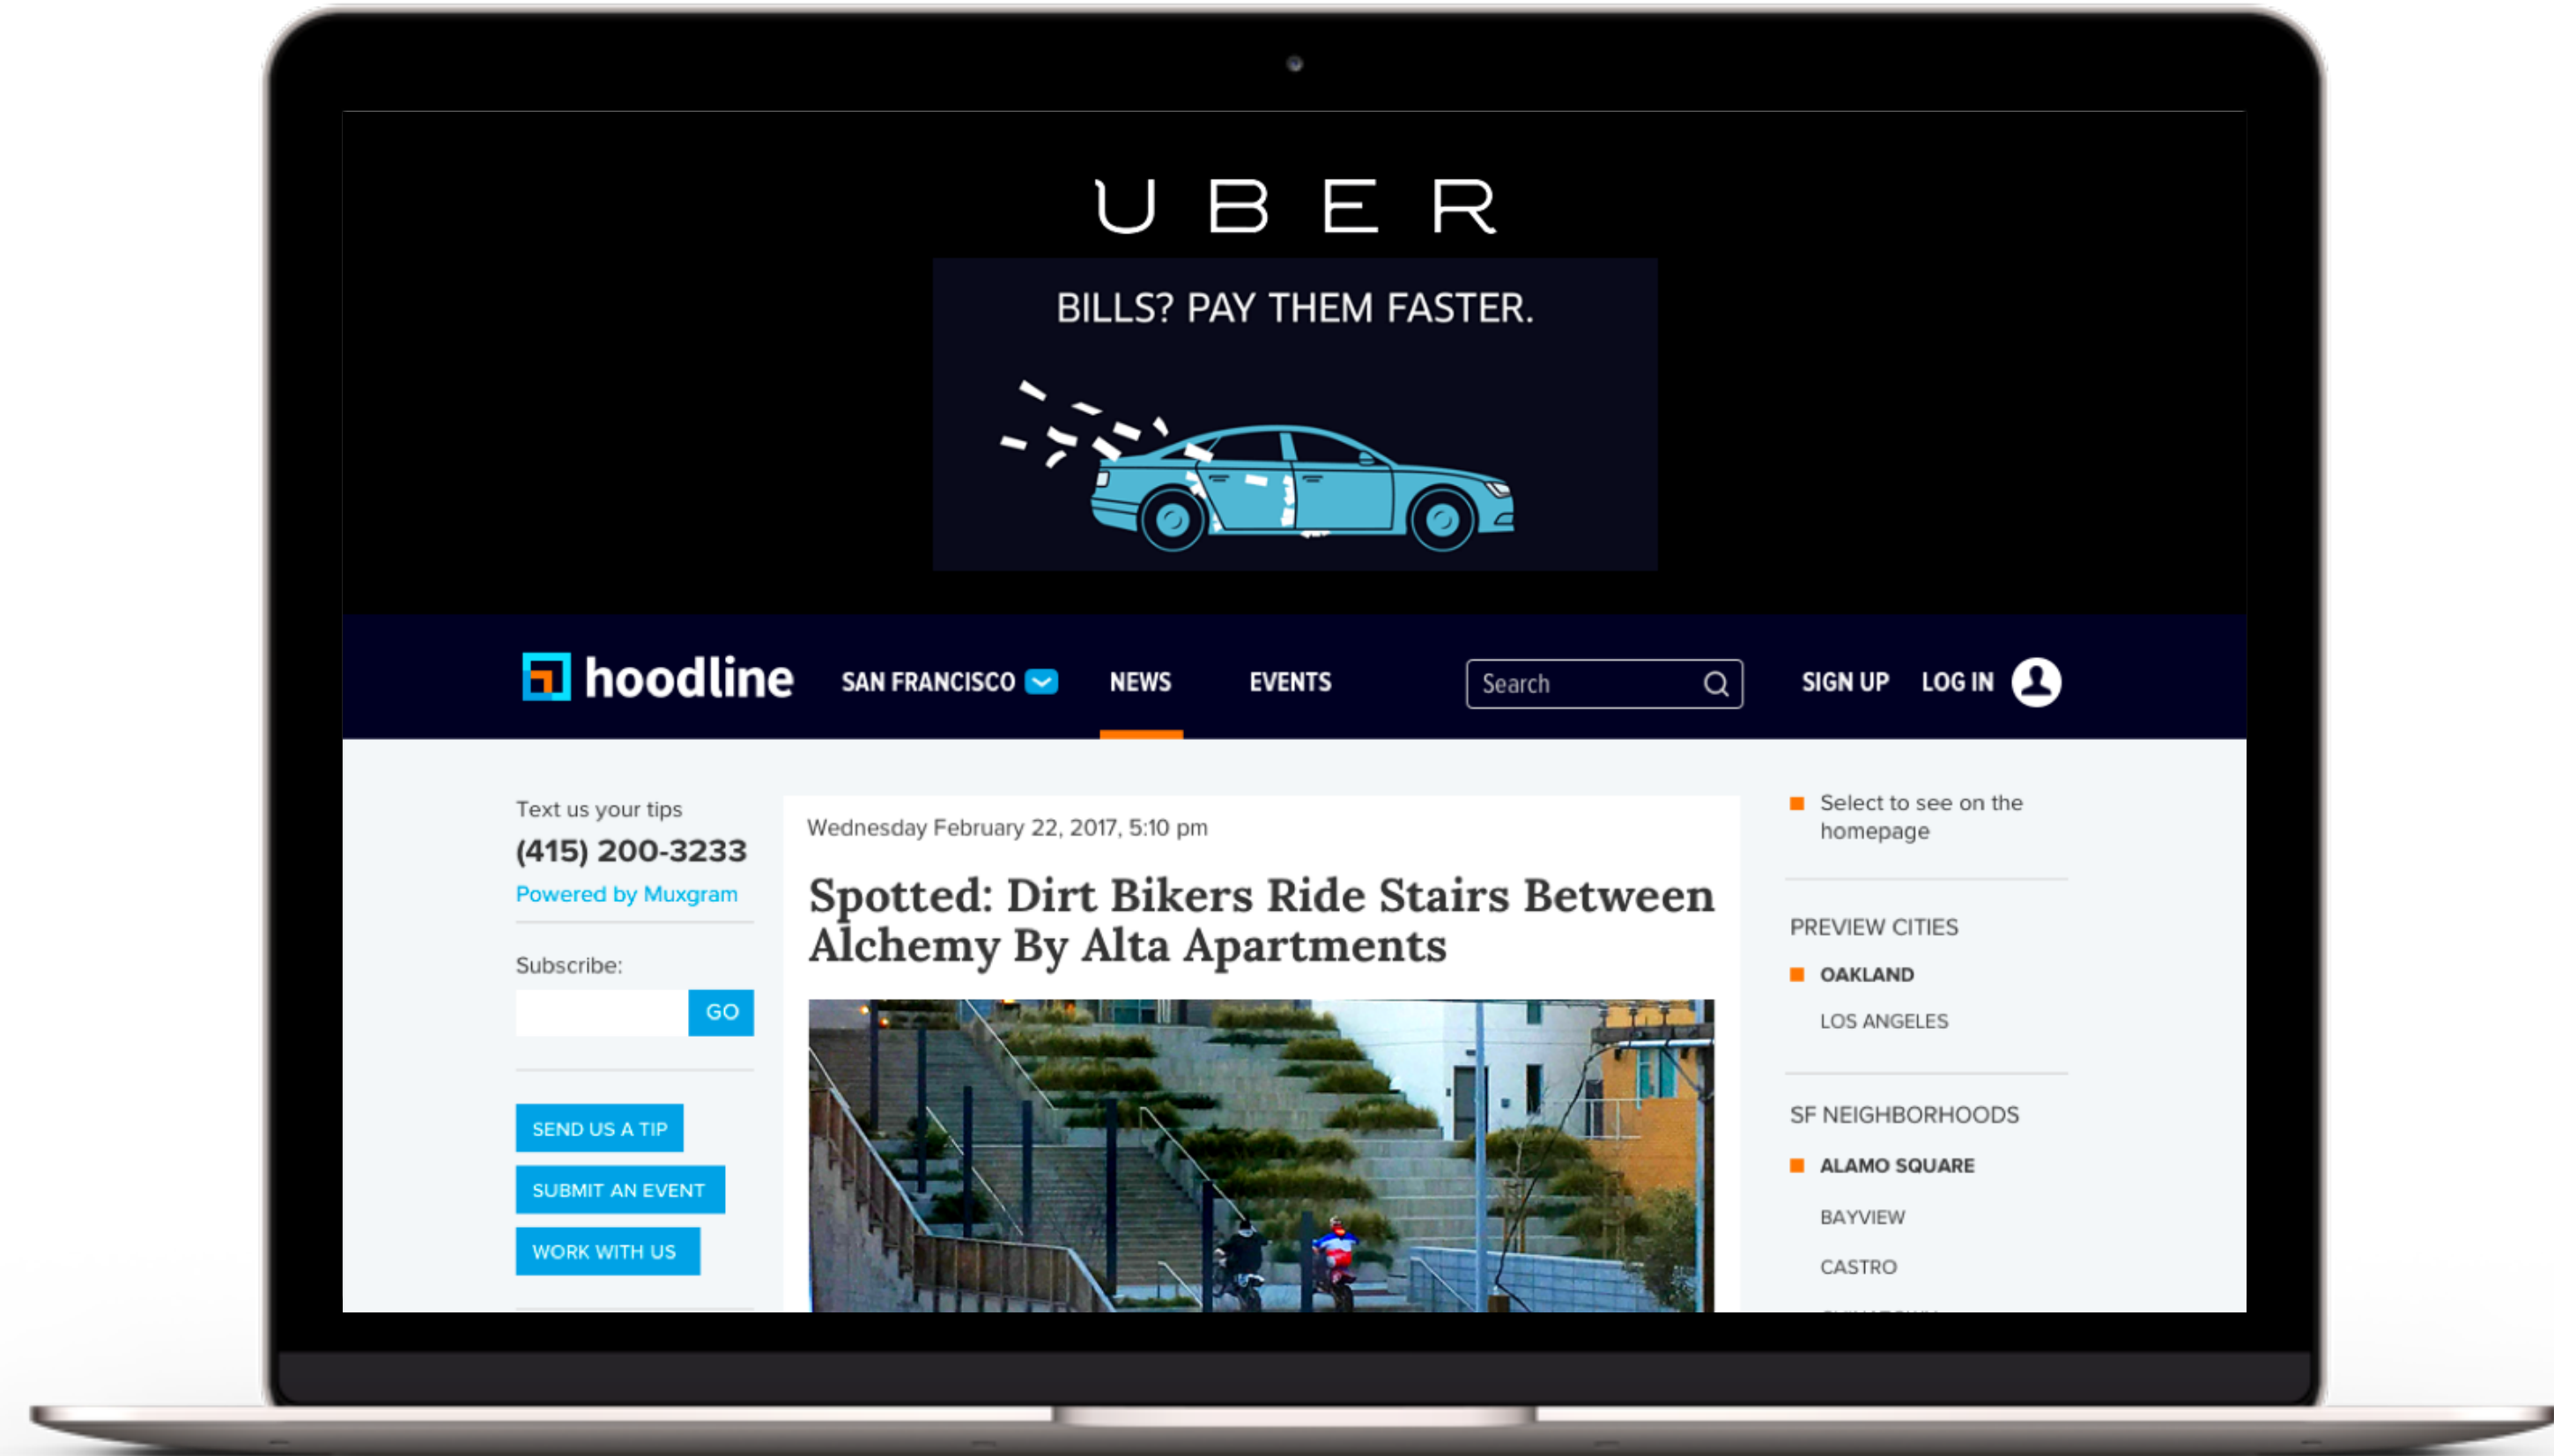 UBER
BILLS? PAY THEM FASTER.
hoodline
SAN FRANCISCO
NEWS
EVENTS
Search
SIGN UP
LOG IN
Text us your tips
(415) 200-3233
Powered by Muxgram
Subscribe:
GO
SEND US A TIP
SUBMIT AN EVENT
WORK WITH US
Wednesday February 22, 2017, 5:10 pm
Spotted: Dirt Bikers Ride Stairs Between
Alchemy By Alta Apartments
Select to see on the
homepage
PREVIEW CITIES
OAKLAND
LOS ANGELES
SF NEIGHBORHOODS
ALAMO SQUARE
BAYVIEW
CASTRO